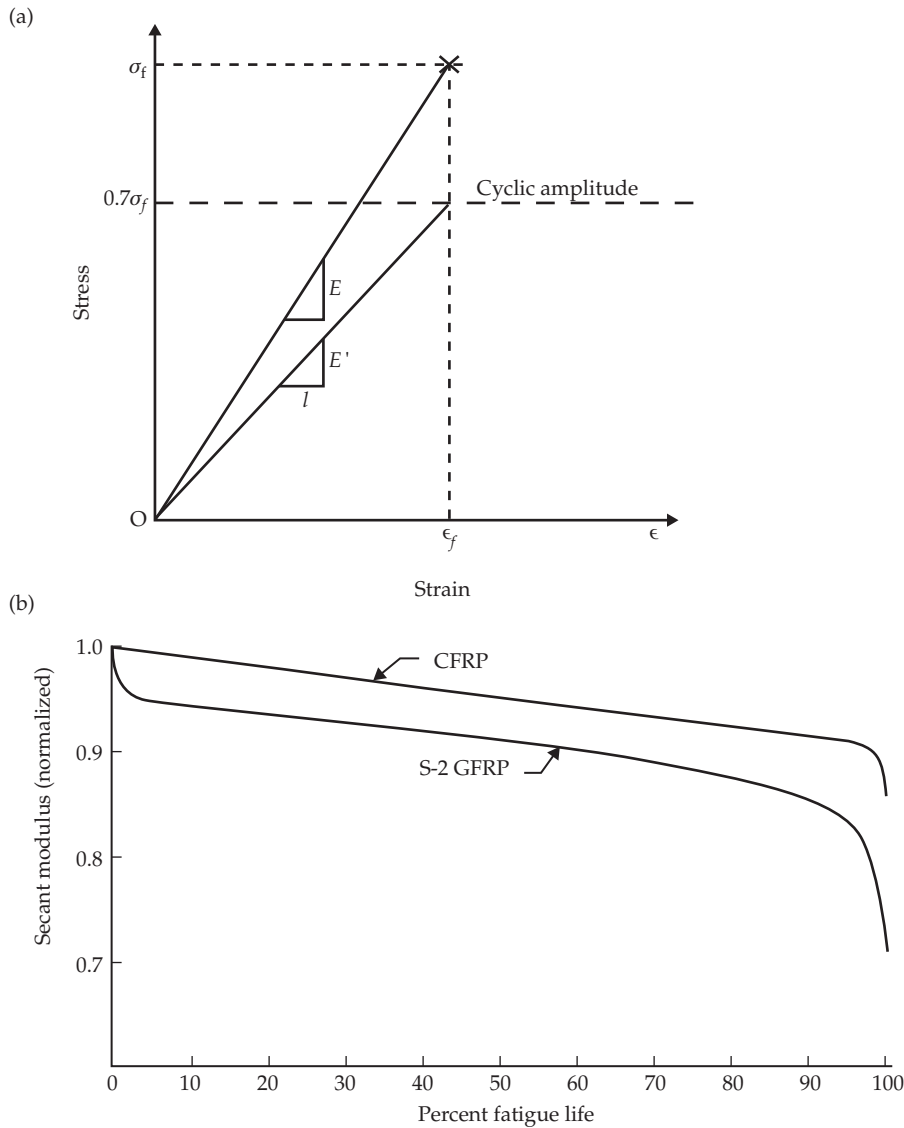 (a)
σf
0.7σf
Cyclic amplitude
Stress
E
E'
l
O
ϵf
ϵ
Strain
(b)
1.0
0.9
0.8
0.7
CFRP
S-2 GFRP
Secant modulus (normalized)
0 10 20 30 40 50 60 70 80 90 100
Percent fatigue life